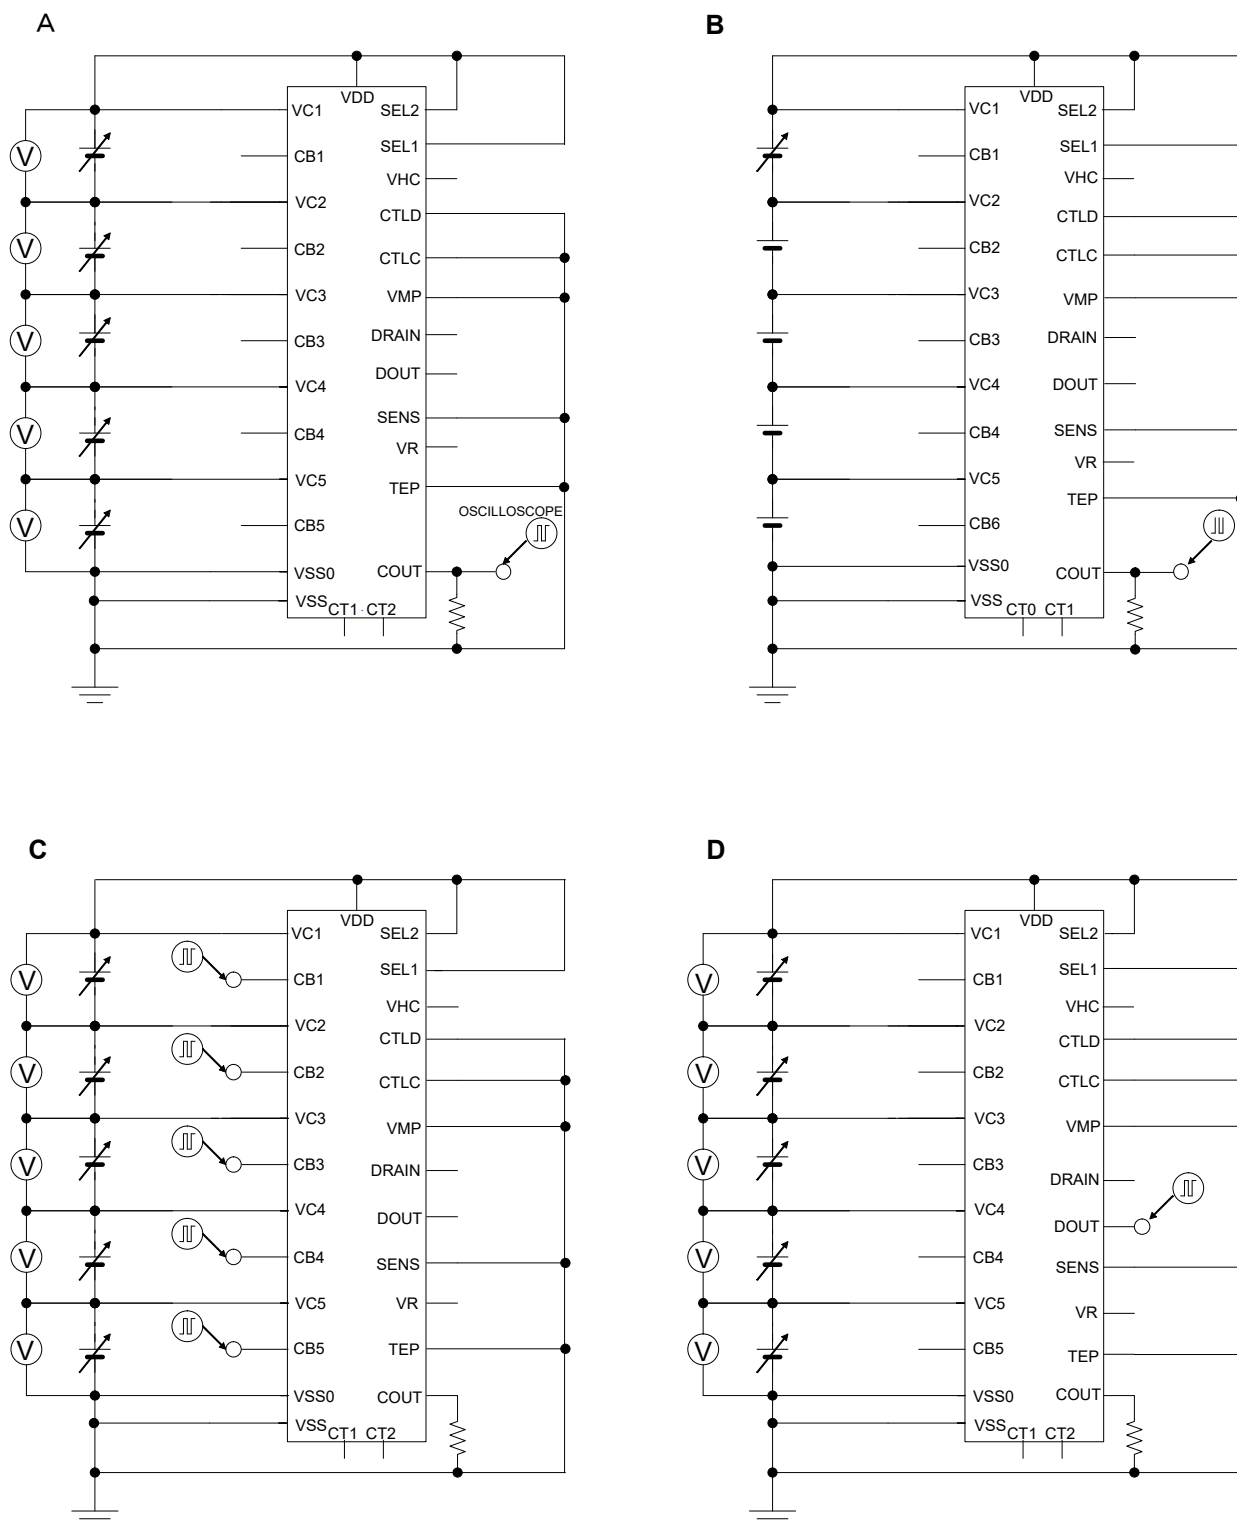 A
VDD
VC1
SEL2
V
CB1
SEL1
VHC
VC2
CTLD
V
CB2
CTLC
VC3
VMP
V
CB3
DRAIN
DOUT
VC4
SENS
V
CB4
VR
VC5
TEP
OSCILLOSCOPE
V
CB5
VSS0
COUT
VSS
CT1
CT2
B
VDD
VC1
SEL2
CB1
SEL1
VHC
VC2
CTLD
CB2
CTLC
VC3
VMP
CB3
DRAIN
VC4
DOUT
CB4
SENS
VR
VC5
TEP
CB6
VSS0
COUT
VSS
CT0
CT1
C
VDD
VC1
SEL2
V
CB1
SEL1
VHC
VC2
CTLD
V
CB2
CTLC
VC3
VMP
V
CB3
DRAIN
VC4
DOUT
V
CB4
SENS
VC5
VR
V
CB5
TEP
VSS0
COUT
VSS
CT1
CT2
D
VDD
VC1
SEL2
V
CB1
SEL1
VHC
VC2
CTLD
V
CB2
CTLC
VC3
VMP
V
CB3
DRAIN
VC4
DOUT
V
CB4
SENS
VC5
VR
V
CB5
TEP
VSS0
COUT
VSS
CT1
CT2